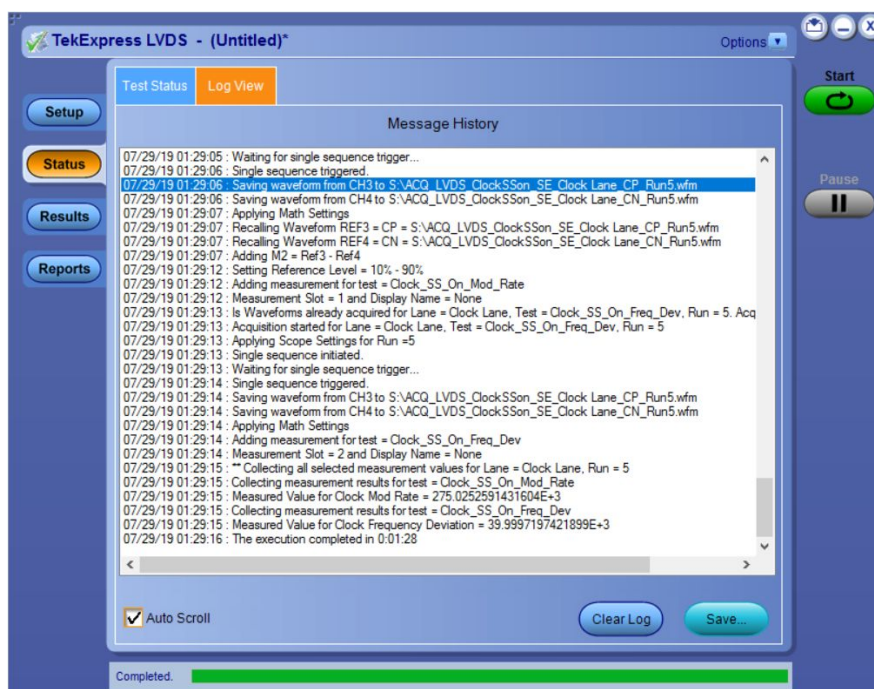 TekExpress LVDS - (Untitled)*
Options
Start
Pause
Setup
Status
Results
Reports
Test Status
Log View
Message History
07/29/19 01:29:05 : Waiting for single sequence trigger...
07/29/19 01:29:06 : Single sequence triggered.
07/29/19 01:29:06 : Saving waveform from CH3 to S:\ACQ_LVDS_ClockSSon_SE_Clock Lane_CP_Run5.wfm
07/29/19 01:29:06 : Saving waveform from CH4 to S:\ACQ_LVDS_ClockSSon_SE_Clock Lane_CN_Run5.wfm
07/29/19 01:29:07 : Applying Math Settings
07/29/19 01:29:07 : Recalling Waveform REF3 = CP = S:\ACQ_LVDS_ClockSSon_SE_Clock Lane_CP_Run5.wfm
07/29/19 01:29:07 : Recalling Waveform REF4 = CN = S:\ACQ_LVDS_ClockSSon_SE_Clock Lane_CN_Run5.wfm
07/29/19 01:29:07 : Adding M2 = Ref3 - Ref4
07/29/19 01:29:12 : Setting Reference Level = 10% - 90%
07/29/19 01:29:12 : Adding measurement for test = Clock_SS_On_Mod_Rate
07/29/19 01:29:12 : Measurement Slot = 1 and Display Name = None
07/29/19 01:29:13 : Is Waveforms already acquired for Lane = Clock Lane, Test = Clock_SS_On_Freq_Dev, Run = 5. Acq
07/29/19 01:29:13 : Acquisition started for Lane = Clock Lane, Test = Clock_SS_On_Freq_Dev, Run = 5
07/29/19 01:29:13 : Applying Scope Settings for Run =5
07/29/19 01:29:13 : Single sequence initiated.
07/29/19 01:29:13 : Waiting for single sequence trigger...
07/29/19 01:29:14 : Single sequence triggered.
07/29/19 01:29:14 : Saving waveform from CH3 to S:\ACQ_LVDS_ClockSSon_SE_Clock Lane_CP_Run5.wfm
07/29/19 01:29:14 : Saving waveform from CH4 to S:\ACQ_LVDS_ClockSSon_SE_Clock Lane_CN_Run5.wfm
07/29/19 01:29:14 : Applying Math Settings
07/29/19 01:29:14 : Adding measurement for test = Clock_SS_On_Freq_Dev
07/29/19 01:29:14 : Measurement Slot = 2 and Display Name = None
07/29/19 01:29:15 : ** Collecting all selected measurement values for Lane = Clock Lane, Run = 5
07/29/19 01:29:15 : Collecting measurement results for test = Clock_SS_On_Mod_Rate
07/29/19 01:29:15 : Measured Value for Clock Mod Rate = 275.0252591431604E+3
07/29/19 01:29:15 : Collecting measurement results for test = Clock_SS_On_Freq_Dev
07/29/19 01:29:15 : Measured Value for Clock Frequency Deviation = 39.9997197421899E+3
07/29/19 01:29:16 : The execution completed in 0:01:28
Auto Scroll
Clear Log
Save...
Completed.